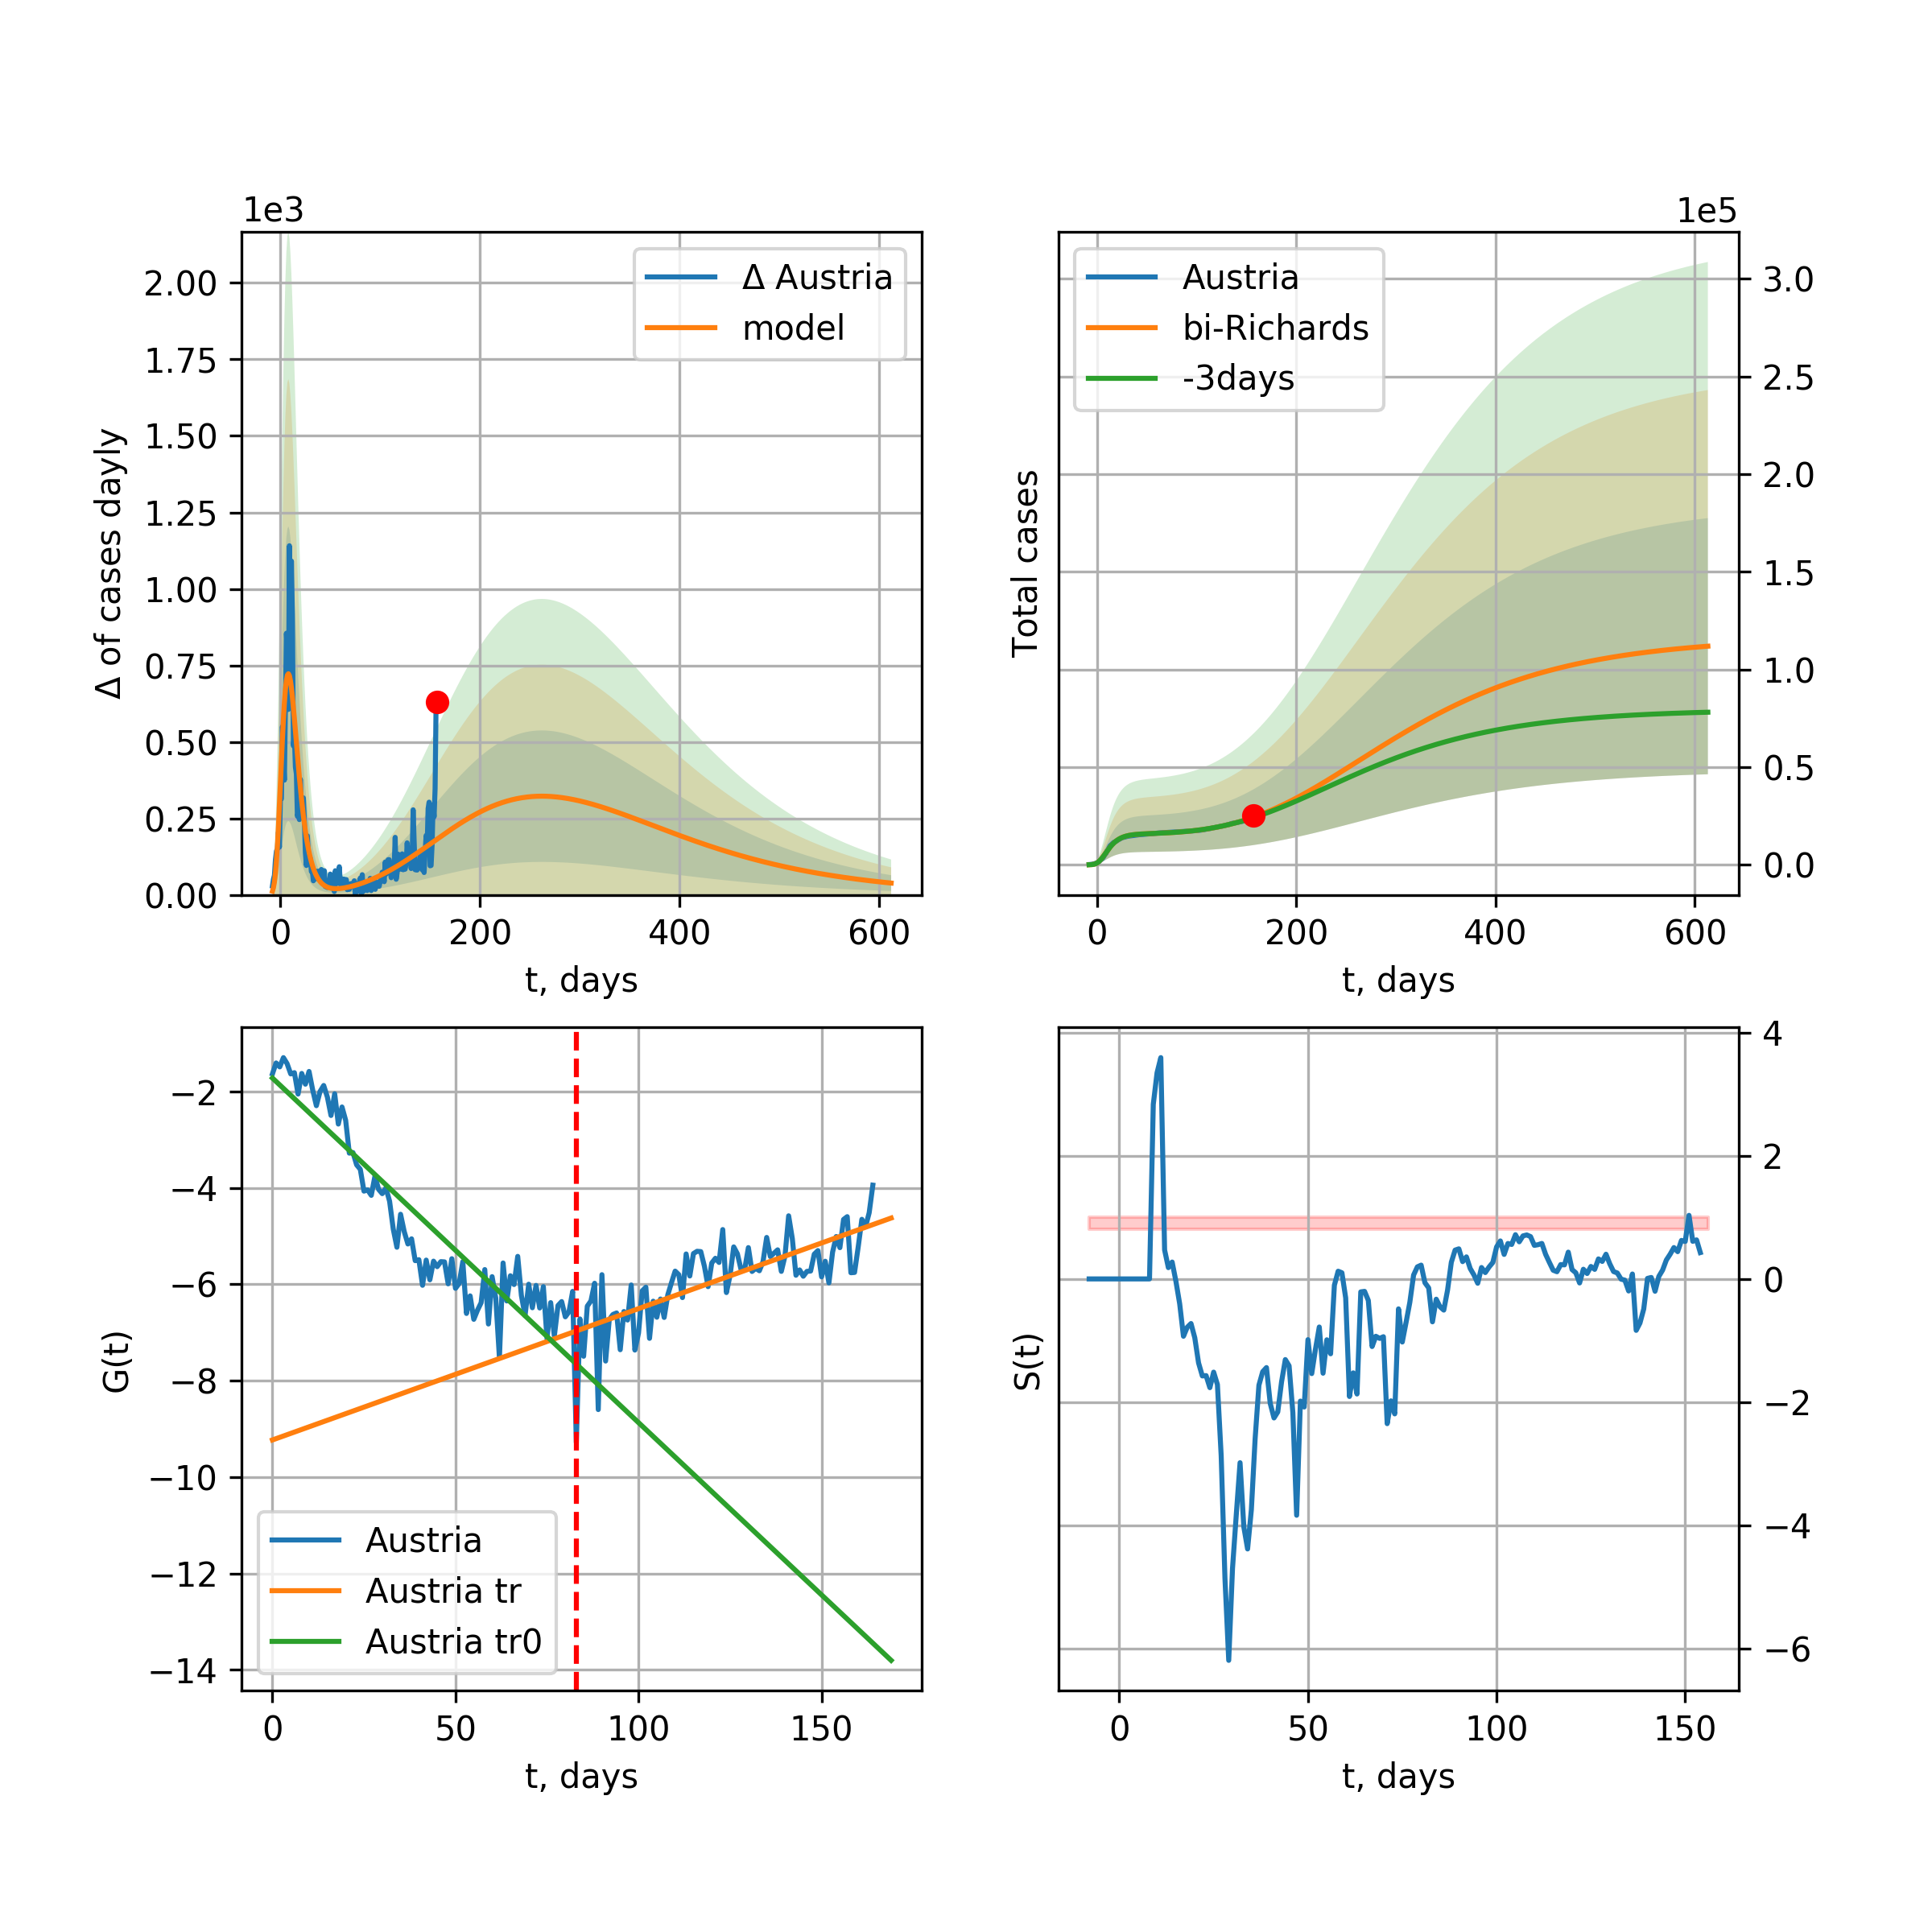 1e3
Δ of cases dayly
2.00
1.75
1.50
1.25
1.00
0.75
0.50
0.25
0.00
Δ Austria
model
0 200 400 600
t, days
1e5
Total cases
Austria
bi-Richards
-3days
3.0
2.5
2.0
1.5
1.0
0.5
0.0
0 200 400 600
t, days
G(t)
−2
−4
−6
−8
−10
−12
−14
Austria
Austria tr
Austria tr0
0 50 100 150
t, days
S(t)
4
2
0
−2
−4
−6
0 50 100 150
t, days